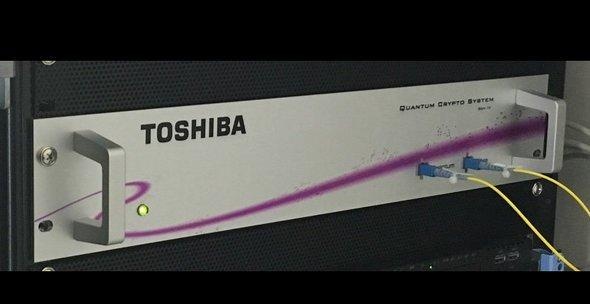 TOSHIBA
QUANTUM CRYPTO SYSTEM